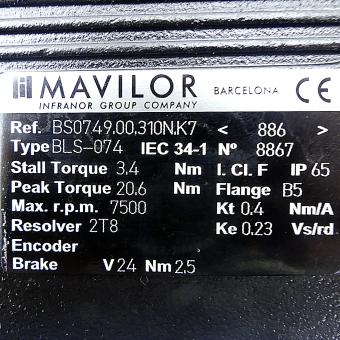 MAVILOR BARCELONA CE
INFRANOR GROUP COMPANY
Ref. BS0749.00.310N.K7 < 886 >
Type BLS-074 IEC 34-1 Nº 8867
Stall Torque 3,4 Nm I. Cl. F IP 65
Peak Torque 20,6 Nm Flange B5
Max. r.p.m. 7500 Kt 0.4 Nm/A
Resolver 2T8 Ke 0.23 Vs/rd
Encoder
Brake V 24 Nm 2,5